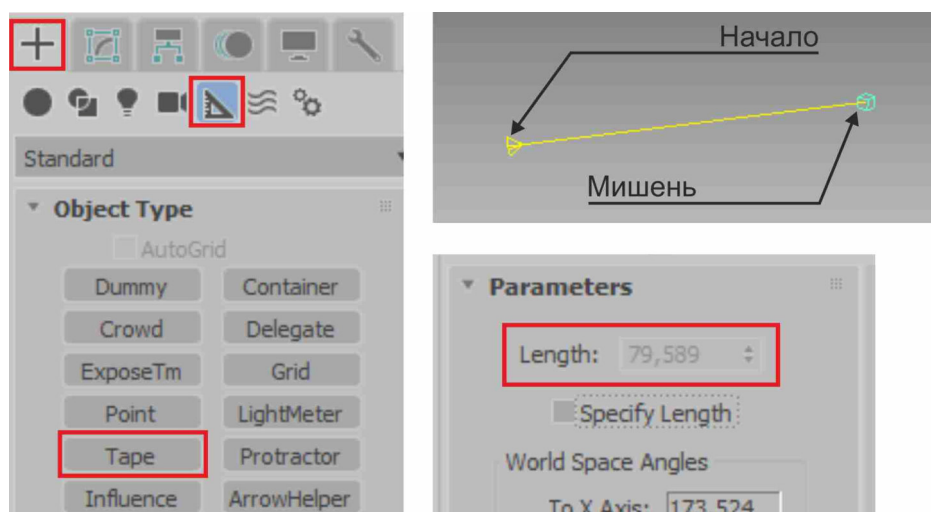 Standard
Object Type
AutoGrid
Dummy
Container
Crowd
Delegate
ExposeTm
Grid
Point
LightMeter
Tape
Protractor
Influence
ArrowHelper
Начало
Мишень
Parameters
Length: 79,589
Specify Length
World Space Angles
To X Axis: 173,524